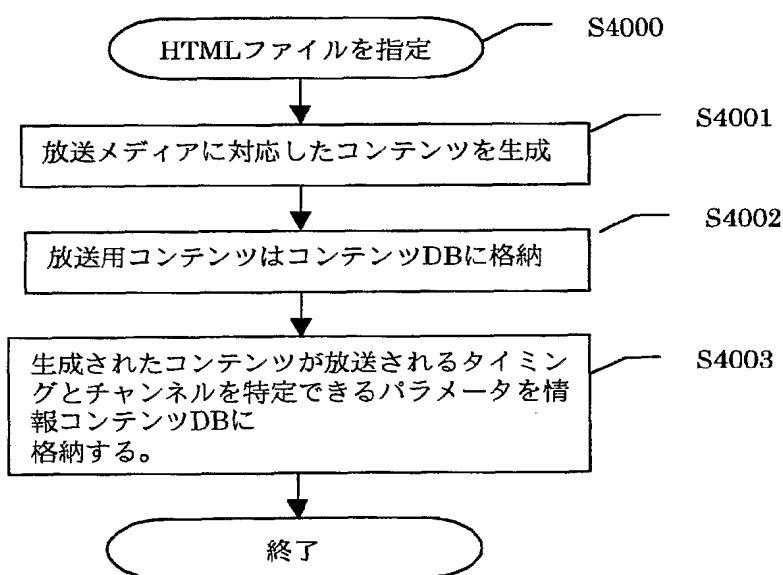 HTMLファイルを指定
S4000
放送メディアに対応したコンテンツを生成
S4001
放送用コンテンツはコンテンツDBに格納
S4002
生成されたコンテンツが放送されるタイミン
グとチャンネルを特定できるパラメータを情
報コンテンツDBに
格納する。
S4003
終了